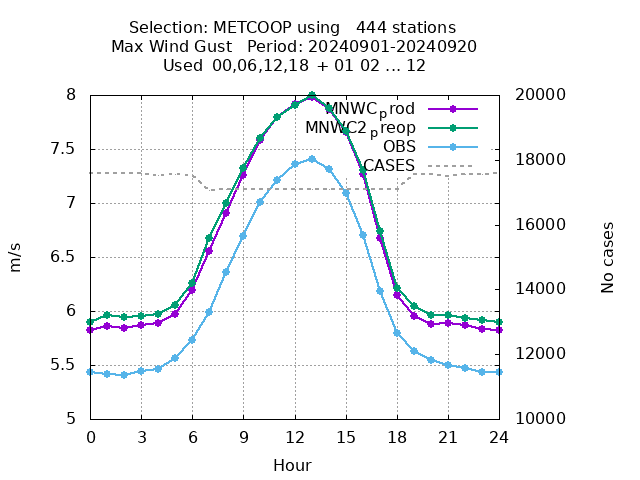 Selection: METCOOP using 444 stations
Max Wind Gust Period: 20240901-20240920
Used 00,06,12,18 + 01 02 ... 12
MNWC_prod
MNWC2_preop
OBS
CASES
8
7.5
7
6.5
6
5.5
5
m/s
20000
18000
16000
14000
12000
10000
No cases
0 3 6 9 12 15 18 21 24
Hour